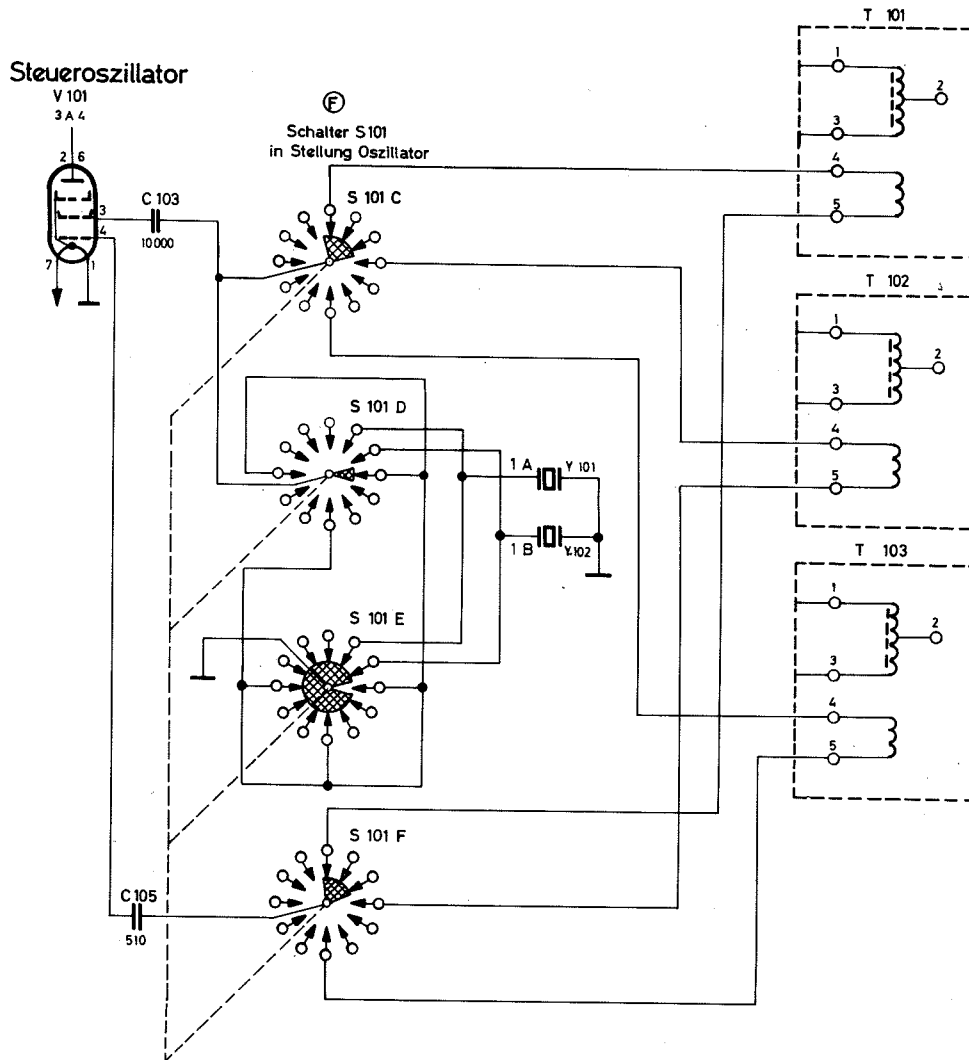 Steueroszillator
V 101
3 A 4
2 6
3
4
7
1
C 103
10 000
F
Schalter S101
in Stellung Oszillator
S 101 C
S 101 D
1 A
Y 101
1 B
Y-102
S 101 E
S 101 F
C 105
510
T 101
1
2
3
4
5
T 102
1
2
3
4
5
T 103
1
2
3
4
5